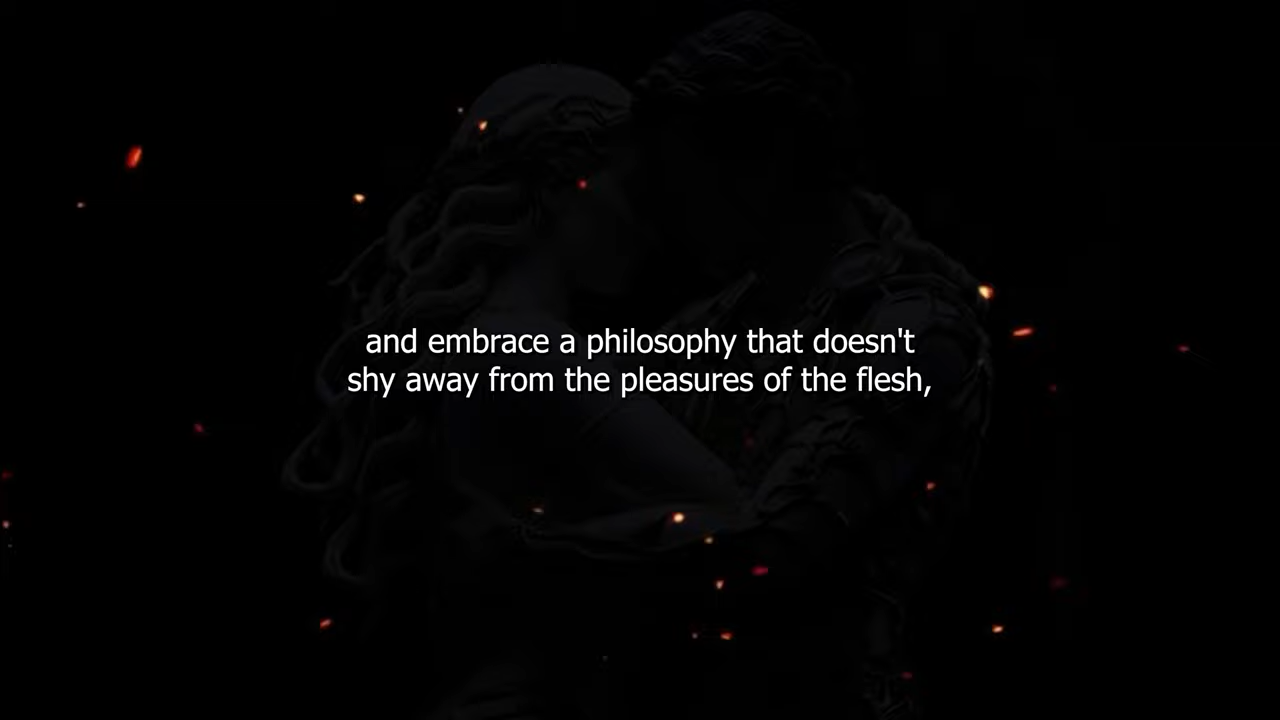 and embrace a philosophy that doesn't
shy away from the pleasures of the flesh,